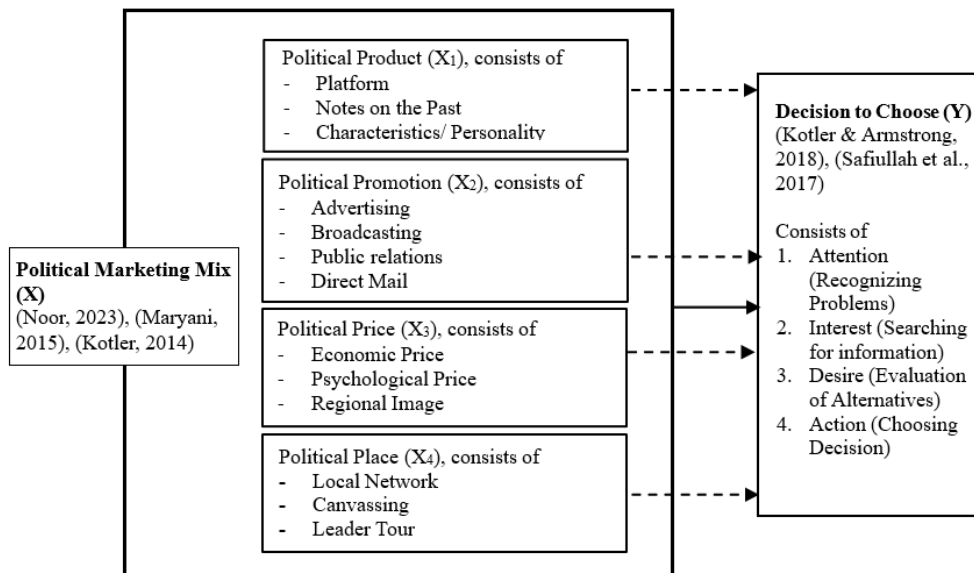 Political Marketing Mix
(X)
(Noor, 2023), (Maryani,
2015), (Kotler, 2014)
Political Product (X₁), consists of
- Platform
- Notes on the Past
- Characteristics/ Personality
Political Promotion (X₂), consists of
- Advertising
- Broadcasting
- Public relations
- Direct Mail
Political Price (X₃), consists of
- Economic Price
- Psychological Price
- Regional Image
Political Place (X₄), consists of
- Local Network
- Canvassing
- Leader Tour
Decision to Choose (Y)
(Kotler & Armstrong,
2018), (Safiullah et al.,
2017)
Consists of
1. Attention
(Recognizing
Problems)
2. Interest (Searching
for information)
3. Desire (Evaluation
of Alternatives)
4. Action (Choosing
Decision)